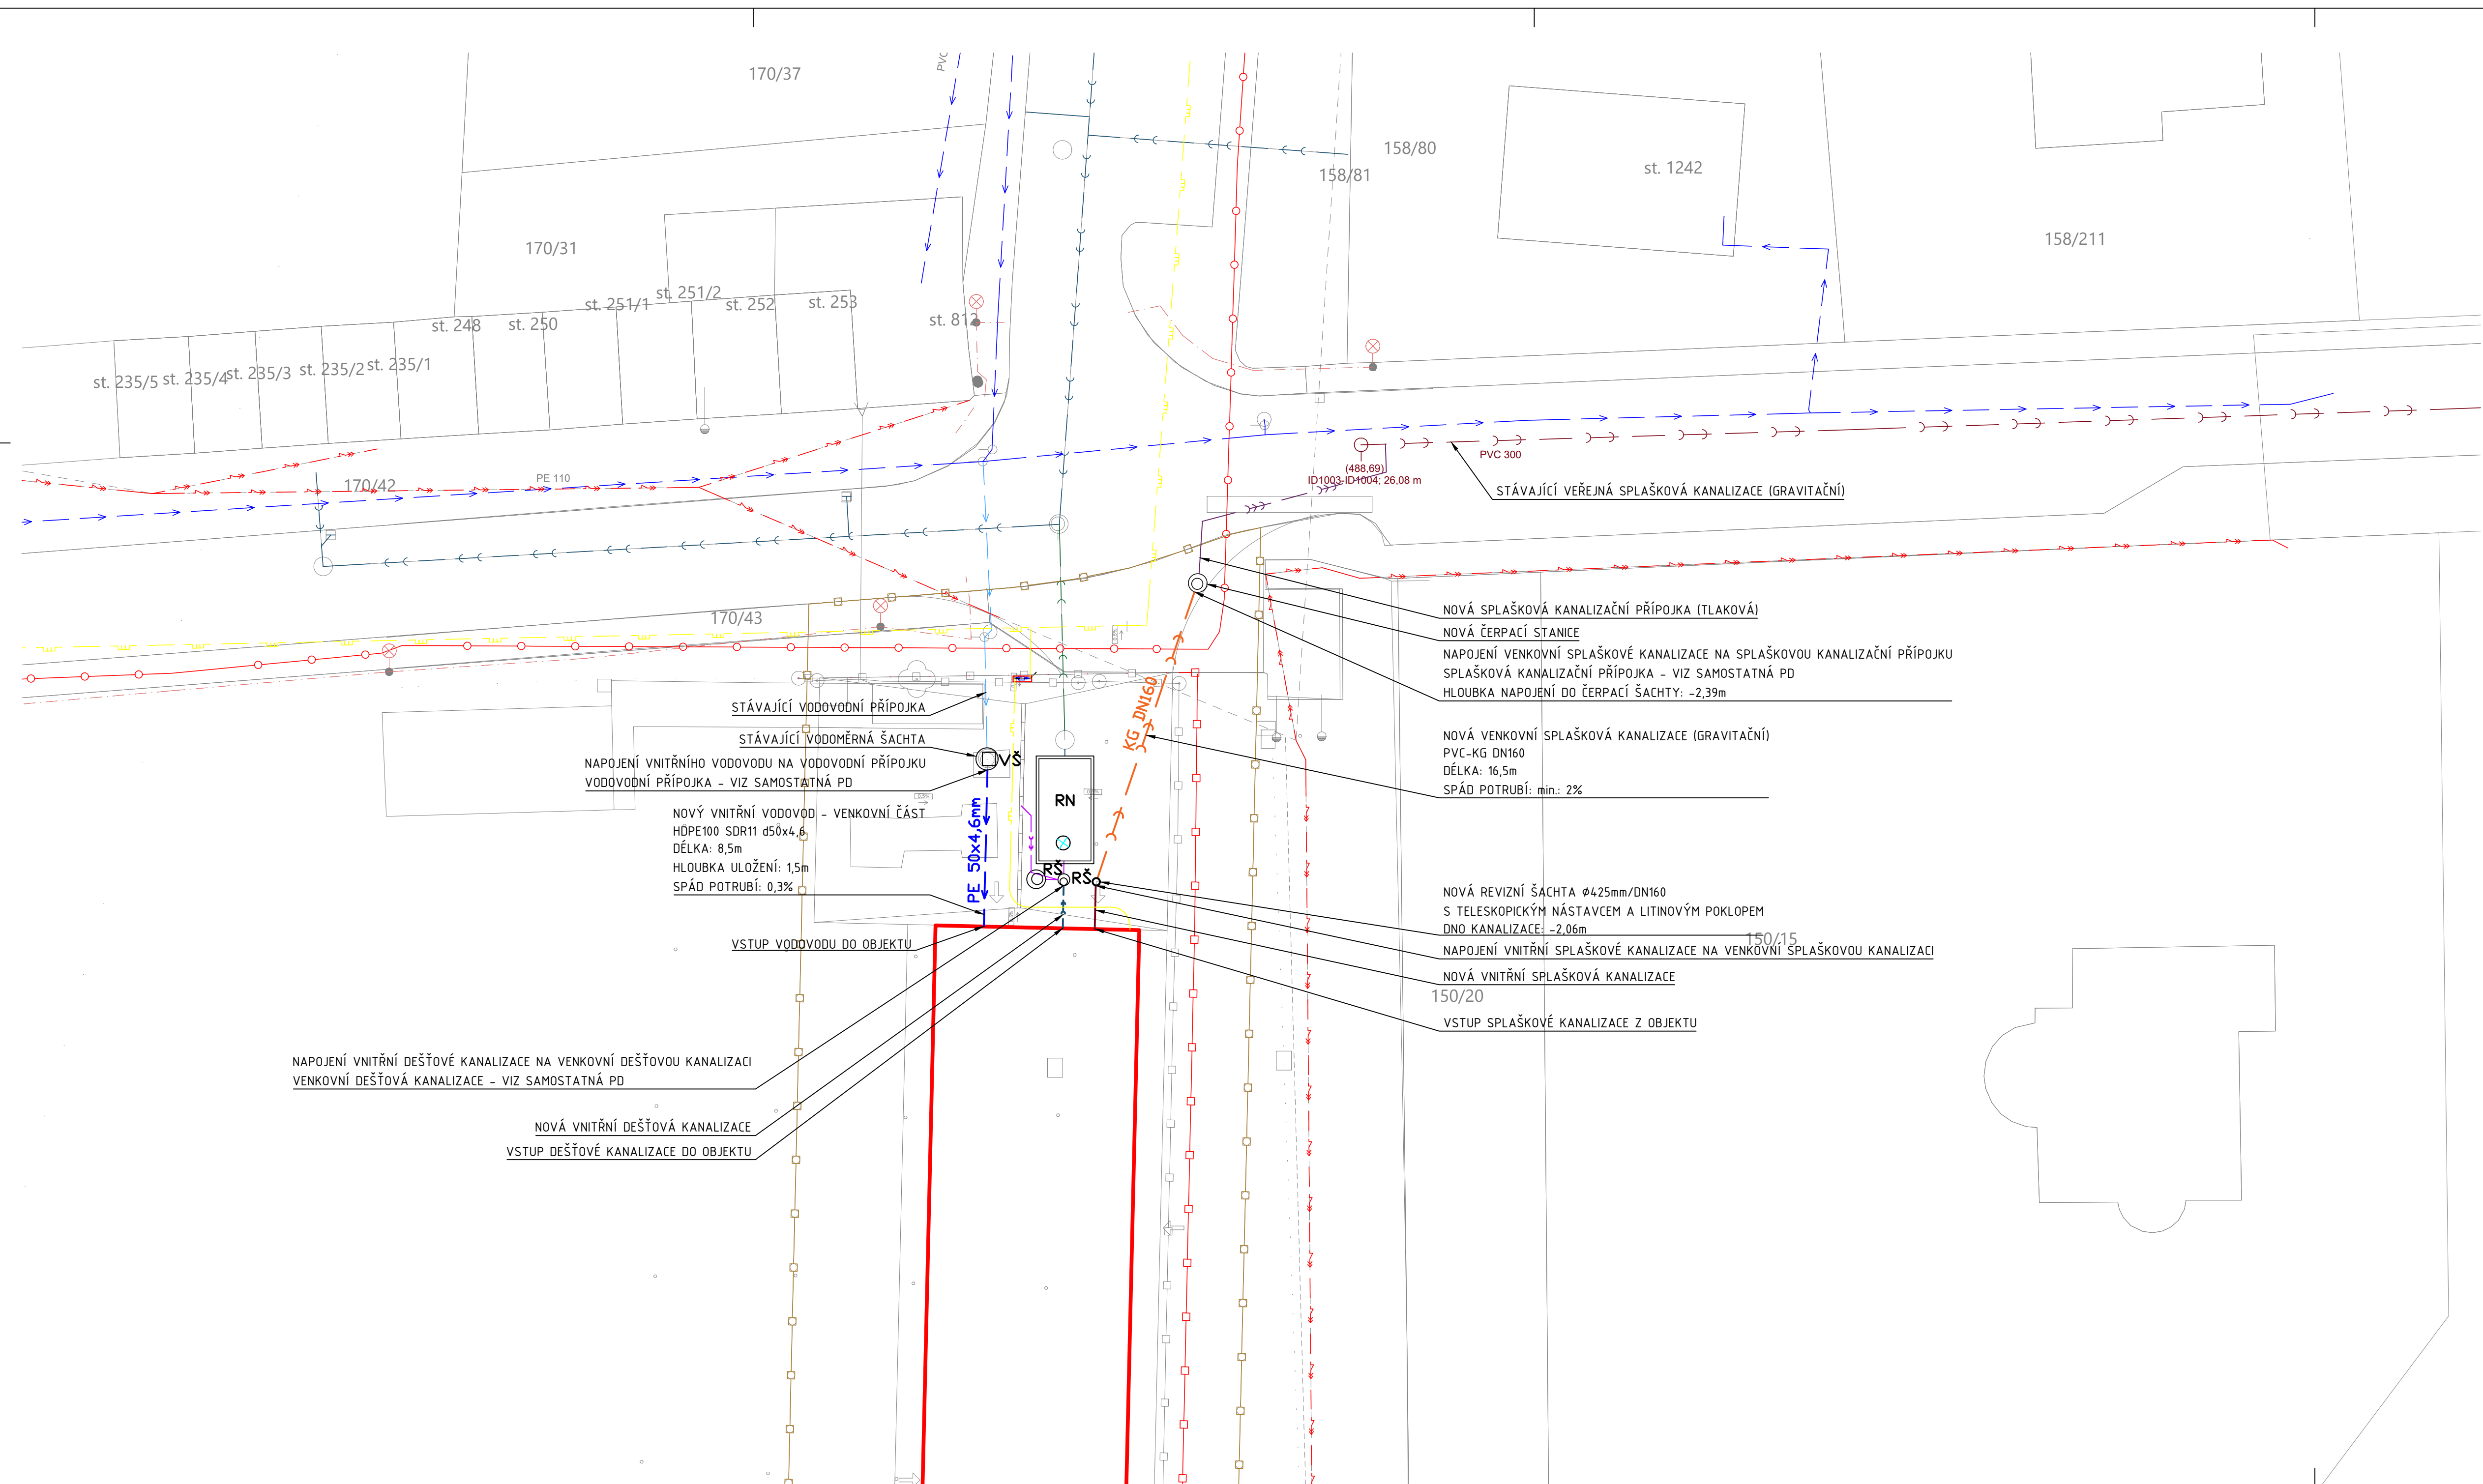 PVC
170/37
158/80
158/81
st. 1242
158/211
170/31
st. 251/2
st. 251/1
st. 252
st. 253
st. 248
st. 250
st. 812
st. 235/5
st. 235/4
st. 235/3
st. 235/2
st. 235/1
170/42
PE 110
PVC 300
(488,69)
ID1003-ID1004; 26,08 m
STÁVAJÍCÍ VEŘEJNÁ SPLAŠKOVÁ KANALIZACE (GRAVITAČNÍ)
170/43
NOVÁ SPLAŠKOVÁ KANALIZAČNÍ PŘÍPOJKA (TLAKOVÁ)
NOVÁ ČERPACÍ STANICE
NAPOJENÍ VENKOVNÍ SPLAŠKOVÉ KANALIZACE NA SPLAŠKOVOU KANALIZAČNÍ PŘÍPOJKU
SPLAŠKOVÁ KANALIZAČNÍ PŘÍPOJKA - VIZ SAMOSTATNÁ PD
HLOUBKA NAPOJENÍ DO ČERPACÍ ŠACHTY: -2,39m
KG DN160
STÁVAJÍCÍ VODOVODNÍ PŘÍPOJKA
STÁVAJÍCÍ VODOMĚRNÁ ŠACHTA
VŠ
NAPOJENÍ VNITŘNÍHO VODOVODU NA VODOVODNÍ PŘÍPOJKU
VODOVODNÍ PŘÍPOJKA - VIZ SAMOSTATNÁ PD
NOVÁ VENKOVNÍ SPLAŠKOVÁ KANALIZACE (GRAVITAČNÍ)
PVC-KG DN160
DÉLKA: 16,5m
SPÁD POTRUBÍ: min.: 2%
RN
NOVÝ VNITŘNÍ VODOVOD - VENKOVNÍ ČÁST
HDPE100 SDR11 d50x4,6
DÉLKA: 8,5m
HLOUBKA ULOŽENÍ: 1,5m
SPÁD POTRUBÍ: 0,3%
PE 50x4,6mm
RŠ
RŠ
NOVÁ REVIZNÍ ŠACHTA Ø425mm/DN160
S TELESKOPICKÝM NÁSTAVCEM A LITINOVÝM POKLOPEM
DNO KANALIZACE: -2,06m
150/15
NAPOJENÍ VNITŘNÍ SPLAŠKOVÉ KANALIZACE NA VENKOVNÍ SPLAŠKOVOU KANALIZACI
NOVÁ VNITŘNÍ SPLAŠKOVÁ KANALIZACE
150/20
VSTUP SPLAŠKOVÉ KANALIZACE Z OBJEKTU
VSTUP VODOVODU DO OBJEKTU
NAPOJENÍ VNITŘNÍ DEŠŤOVÉ KANALIZACE NA VENKOVNÍ DEŠŤOVOU KANALIZACI
VENKOVNÍ DEŠŤOVÁ KANALIZACE - VIZ SAMOSTATNÁ PD
NOVÁ VNITŘNÍ DEŠŤOVÁ KANALIZACE
VSTUP DEŠŤOVÉ KANALIZACE DO OBJEKTU